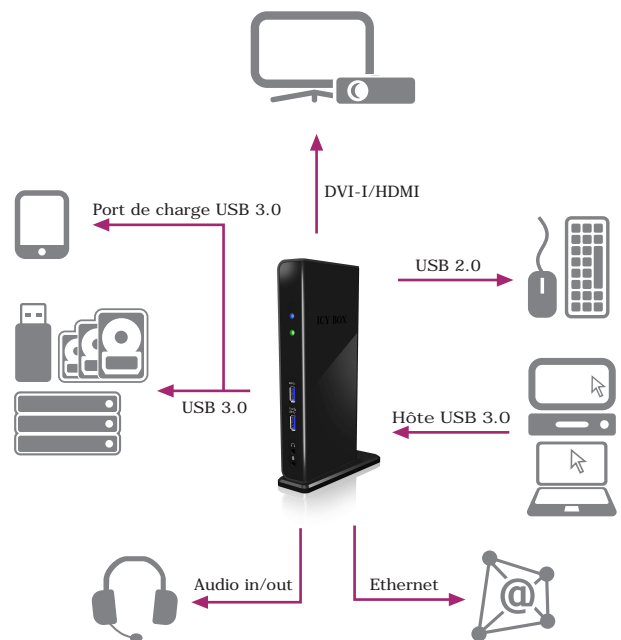 DVI-I/HDMI
Port de charge USB 3.0
USB 2.0
ICY BOX
USB 3.0
Hôte USB 3.0
Audio in/out
Ethernet
@